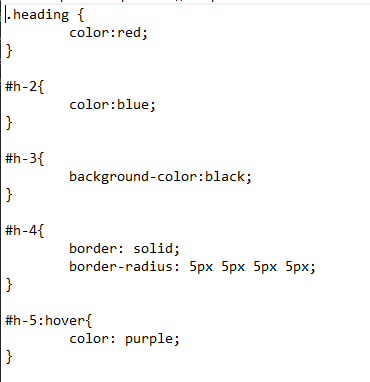 .heading {
        color:red;
}

#h-2{
        color:blue;
}

#h-3{
        background-color:black;
}

#h-4{
        border: solid;
        border-radius: 5px 5px 5px 5px;
}

#h-5:hover{
        color: purple;
}